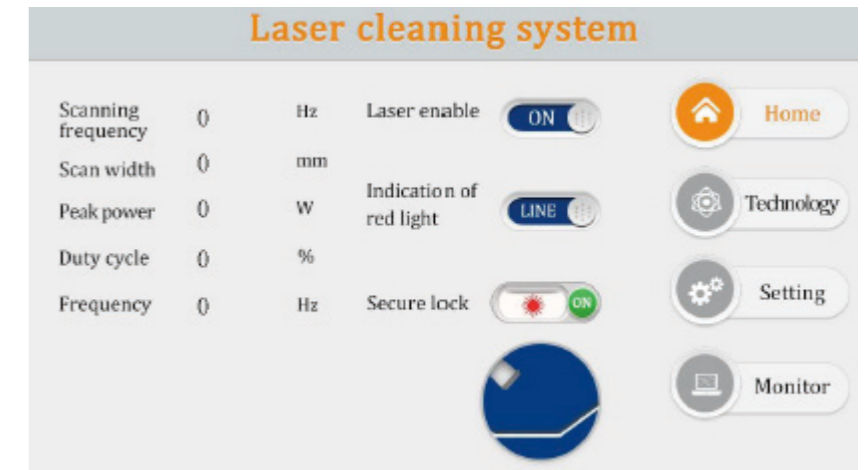 Laser cleaning system
Scanning
frequency
0
Hz
Scan width
0
mm
Peak power
0
W
Duty cycle
0
%
Frequency
0
Hz
Laser enable
ON
Indication of
red light
LINE
Secure lock
ON
Home
Technology
Setting
Monitor